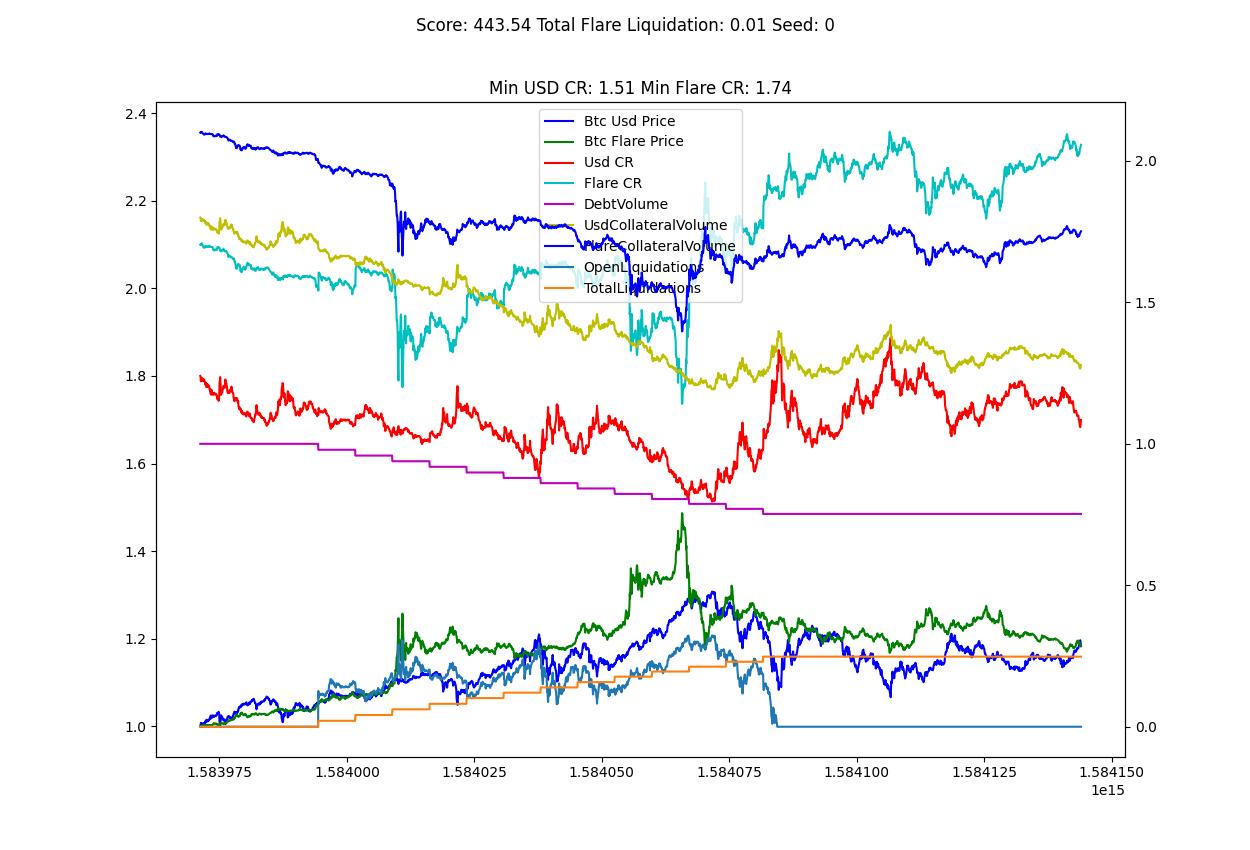 Score: 443.54 Total Flare Liquidation: 0.01 Seed: 0
Min USD CR: 1.51 Min Flare CR: 1.74
2.4
2.2
2.0
1.8
1.6
1.4
1.2
1.0
Btc Usd Price
Btc Flare Price
Usd CR
Flare CR
DebtVolume
UsdCollateralVolume
FlareCollateralVolume
OpenLiquidations
TotalLiquidations
2.0
1.5
1.0
0.5
0.0
1.583975 1.584000 1.584025 1.584050 1.584075 1.584100 1.584125 1.584150
1e15